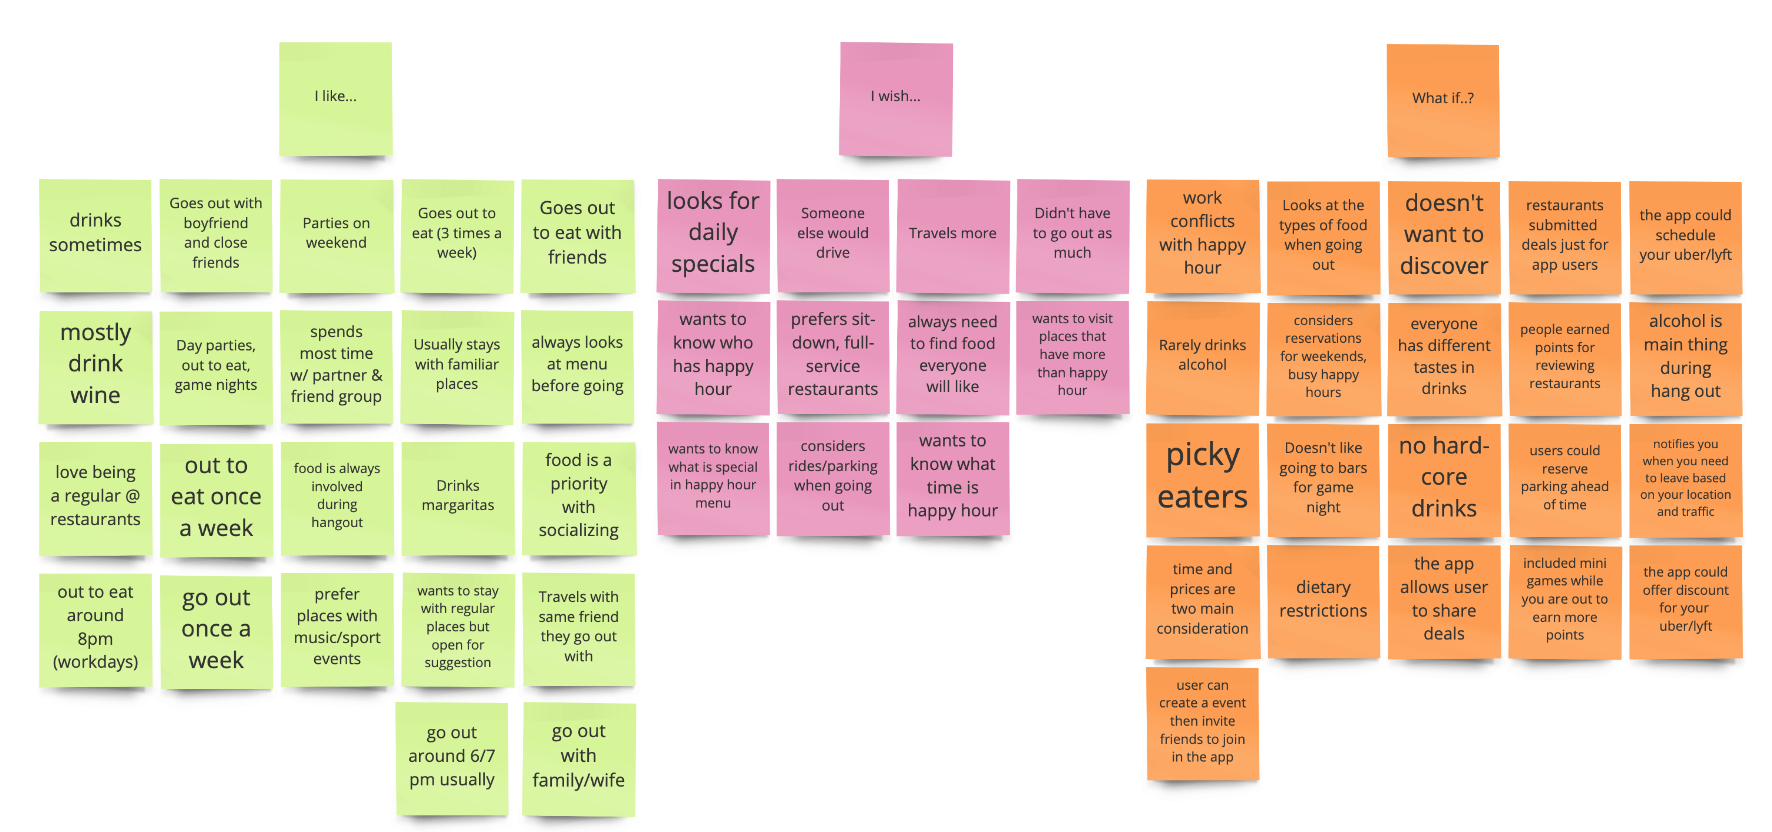 I like...
I wish...
What if..?
drinks
sometimes
Goes out with
boyfriend
and close
friends
Parties on
weekend
Goes out to
eat (3 times a
week)
Goes out
to eat with
friends
mostly
drink
wine
Day parties,
out to eat,
game nights
spends
most time
w/ partner &
friend group
Usually stays
with familiar
places
always looks
at menu
before going
love being
a regular @
restaurants
out to
eat once
a week
food is always
involved
during
hangout
Drinks
margaritas
food is a
priority
with
socializing
out to eat
around
8pm
(workdays)
go out
once a
week
prefer
places with
music/sport
events
wants to stay
with regular
places but
open for
suggestion
Travels with
same friend
they go out
with
go out
around 6/7
pm usually
go out
with
family/wife
looks for
daily
specials
Someone
else would
drive
Travels more
Didn't have
to go out as
much
wants to
know who
has happy
hour
prefers sit-
down, full-
service
restaurants
always need
to find food
everyone
will like
wants to visit
places that
have more
than happy
hour
wants to know
what is special
in happy hour
menu
considers
rides/parking
when going
out
wants to
know what
time is
happy hour
work
conflicts
with happy
hour
Looks at the
types of food
when going
out
doesn't
want to
discover
restaurants
submitted
deals just for
app users
the app could
schedule
your uber/lyft
Rarely drinks
alcohol
considers
reservations
for weekends,
busy happy
hours
everyone
has different
tastes in
drinks
people earned
points for
reviewing
restaurants
alcohol is
main thing
during
hang out
picky
eaters
Doesn't like
going to bars
for game
night
no hard-
core
drinks
users could
reserve
parking ahead
of time
notifies you
when you need
to leave based
on your location
and traffic
time and
prices are
two main
consideration
dietary
restrictions
the app
allows user
to share
deals
included mini
games while
you are out to
earn more
points
the app could
offer discount
for your
uber/lyft
user can
create a event
then invite
friends to join
in the app